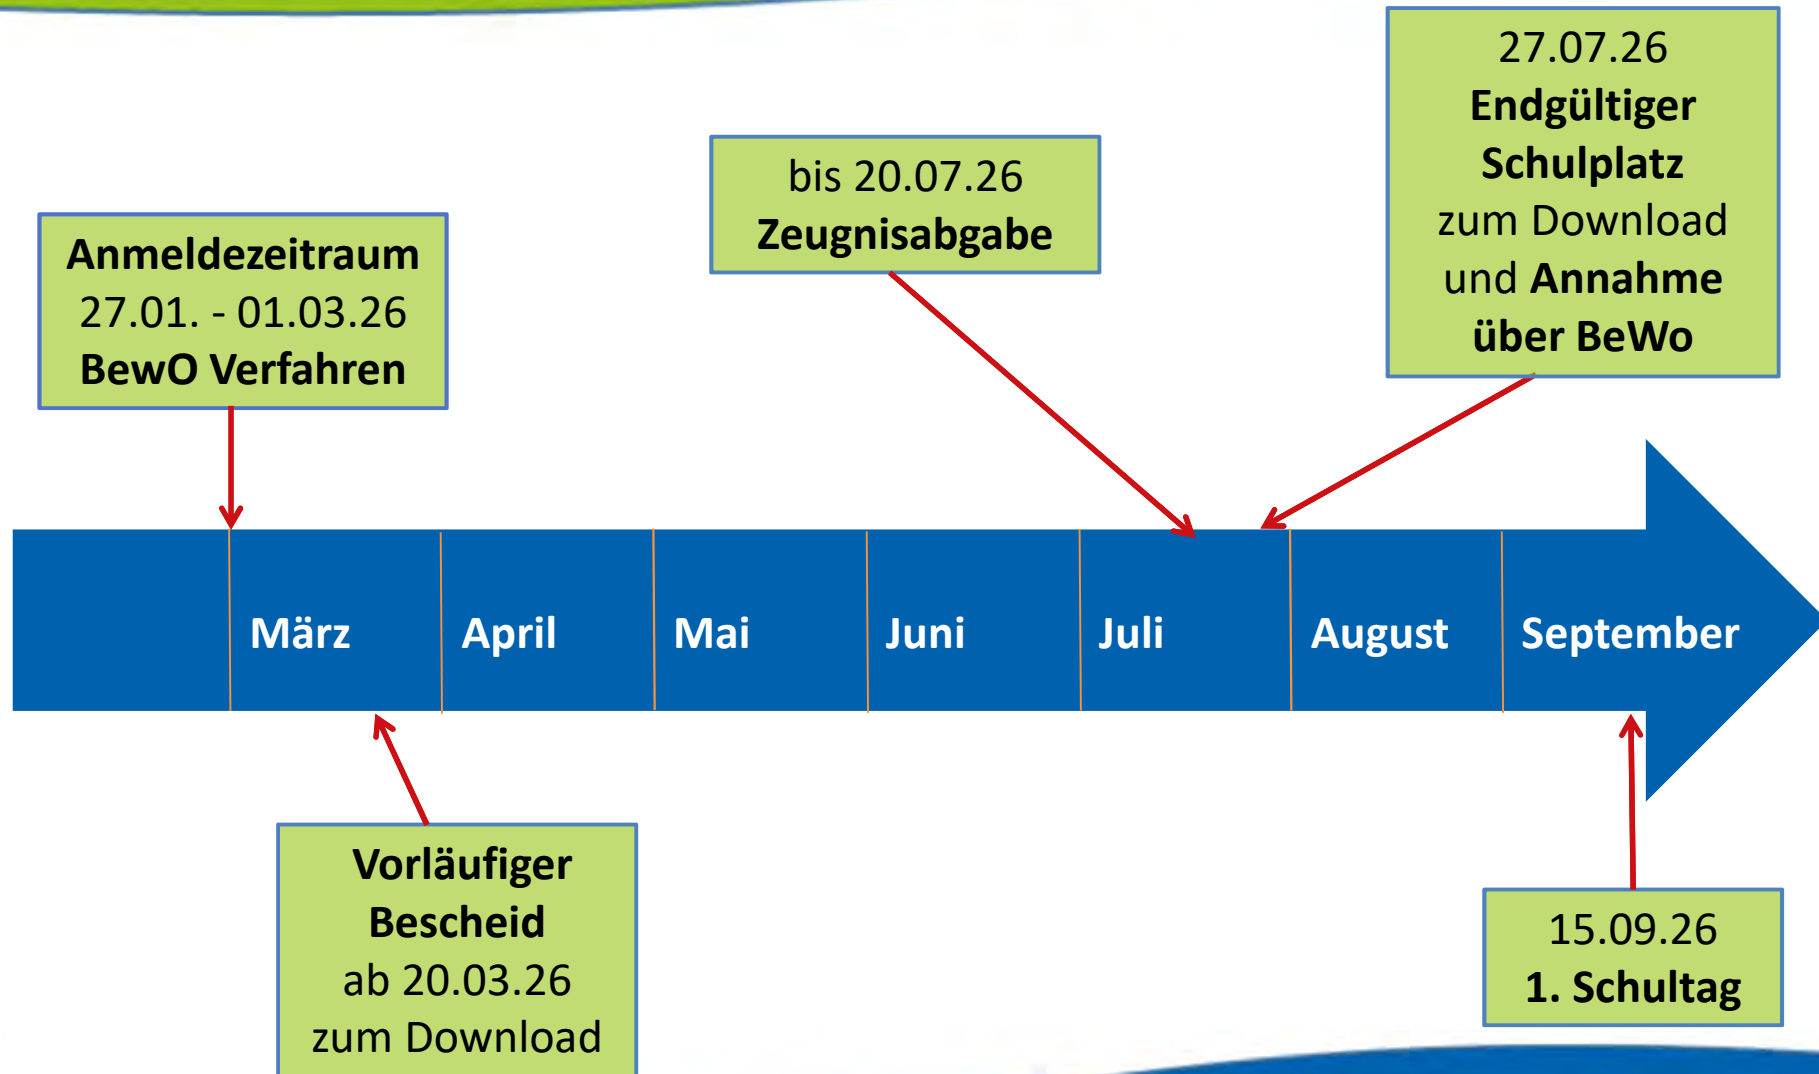 Anmeldezeitraum
27.01. - 01.03.26
BewO Verfahren
bis 20.07.26
Zeugnisabgabe
27.07.26
Endgültiger
Schulplatz
zum Download
und Annahme
über BeWo
März
April
Mai
Juni
Juli
August
September
Vorläufiger
Bescheid
ab 20.03.26
zum Download
15.09.26
1. Schultag